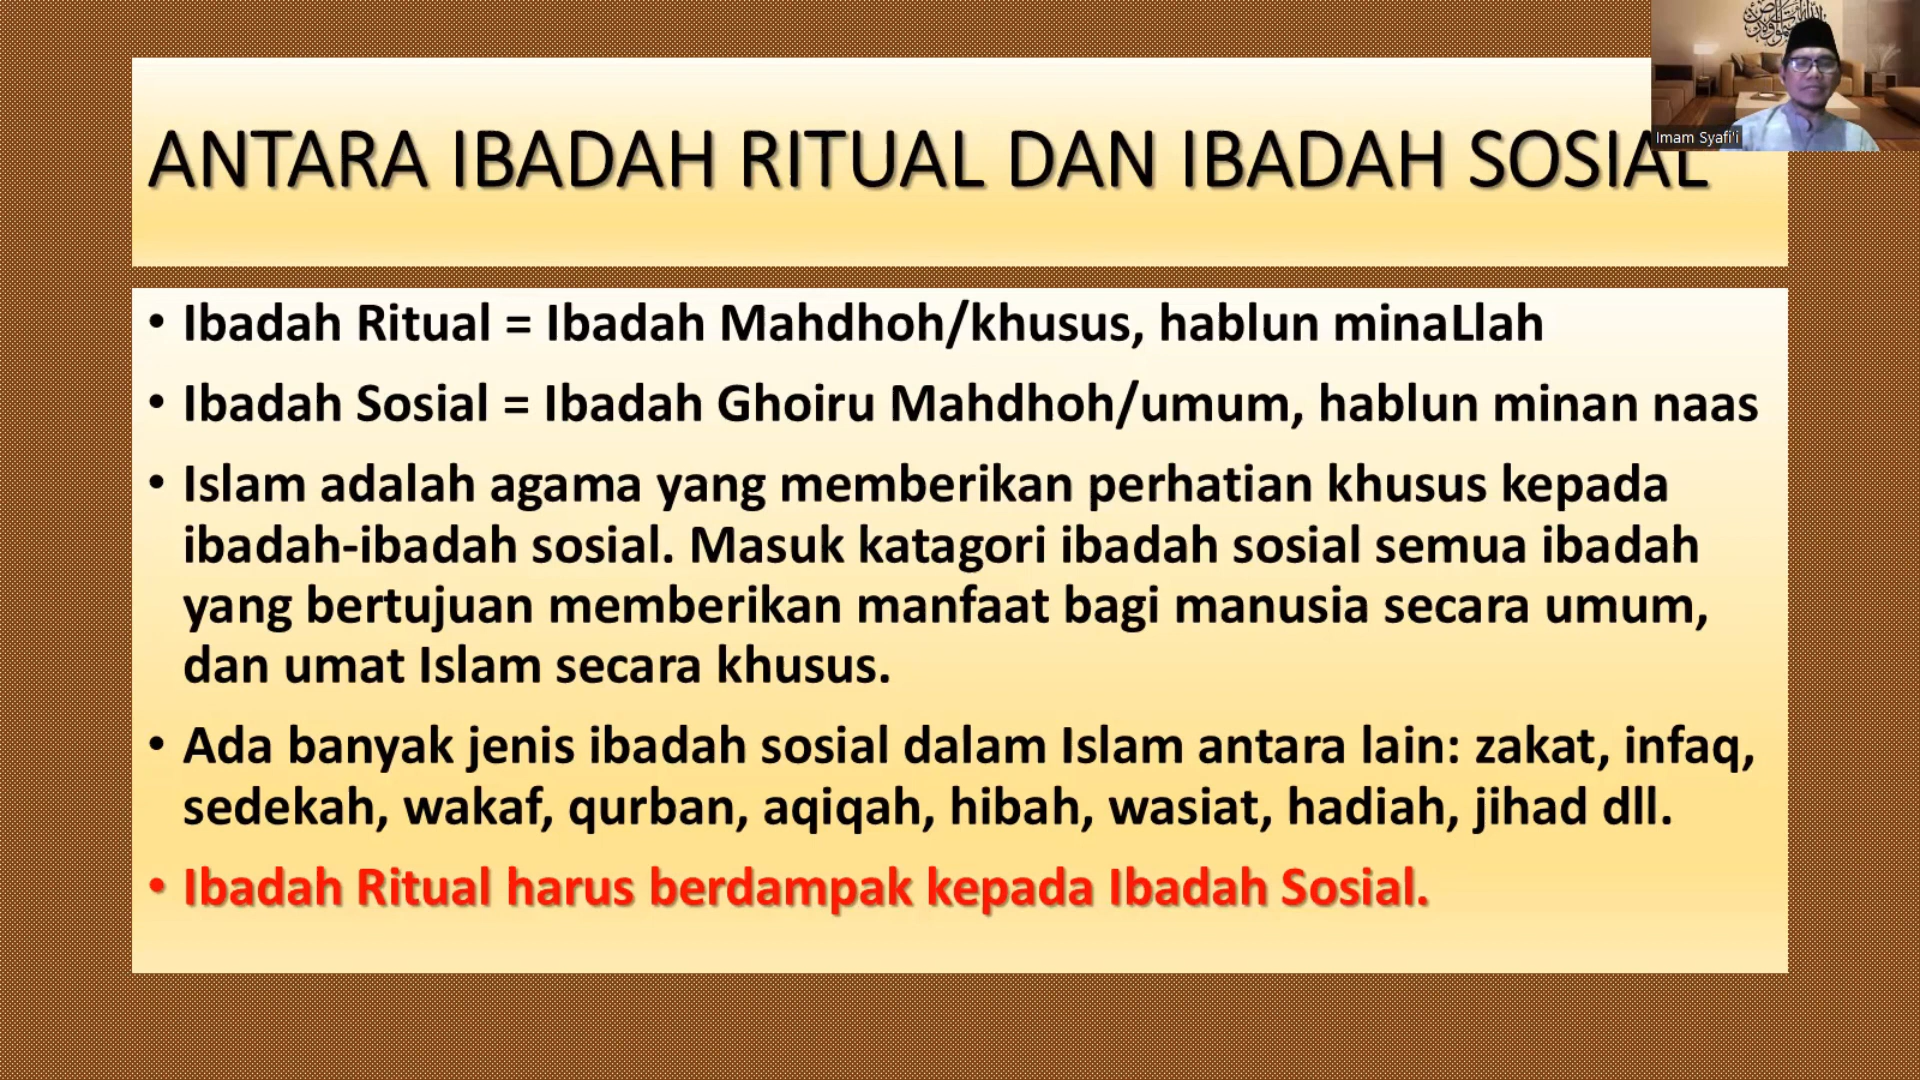 ANTARA IBADAH RITUAL DAN IBADAH SOSIAL
Imam Syafi'i
• Ibadah Ritual = Ibadah Mahdhoh/khusus, hablun minaLlah
• Ibadah Sosial = Ibadah Ghoiru Mahdhoh/umum, hablun minan naas
• Islam adalah agama yang memberikan perhatian khusus kepada
ibadah-ibadah sosial. Masuk katagori ibadah sosial semua ibadah
yang bertujuan memberikan manfaat bagi manusia secara umum,
dan umat Islam secara khusus.
• Ada banyak jenis ibadah sosial dalam Islam antara lain: zakat, infaq,
sedekah, wakaf, qurban, aqiqah, hibah, wasiat, hadiah, jihad dll.
• Ibadah Ritual harus berdampak kepada Ibadah Sosial.